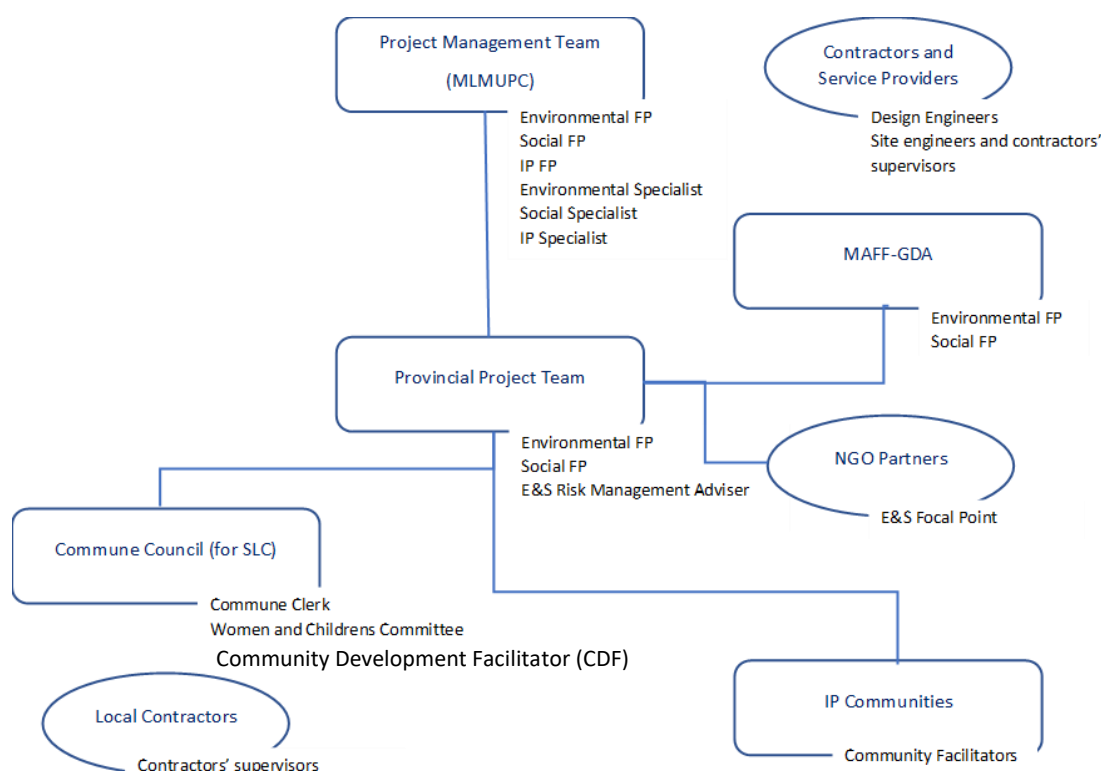 Project Management Team
(MLMUPC)
Environmental FP
Social FP
IP FP
Environmental Specialist
Social Specialist
IP Specialist
Contractors and
Service Providers
Design Engineers
Site engineers and contractors'
supervisors
MAFF-GDA
Environmental FP
Social FP
Provincial Project Team
Environmental FP
Social FP
E&S Risk Management Adviser
NGO Partners
E&S Focal Point
Commune Council (for SLC)
Commune Clerk
Women and Childrens Committee
Community Development Facilitator (CDF)
Local Contractors
Contractors' supervisors
IP Communities
Community Facilitators